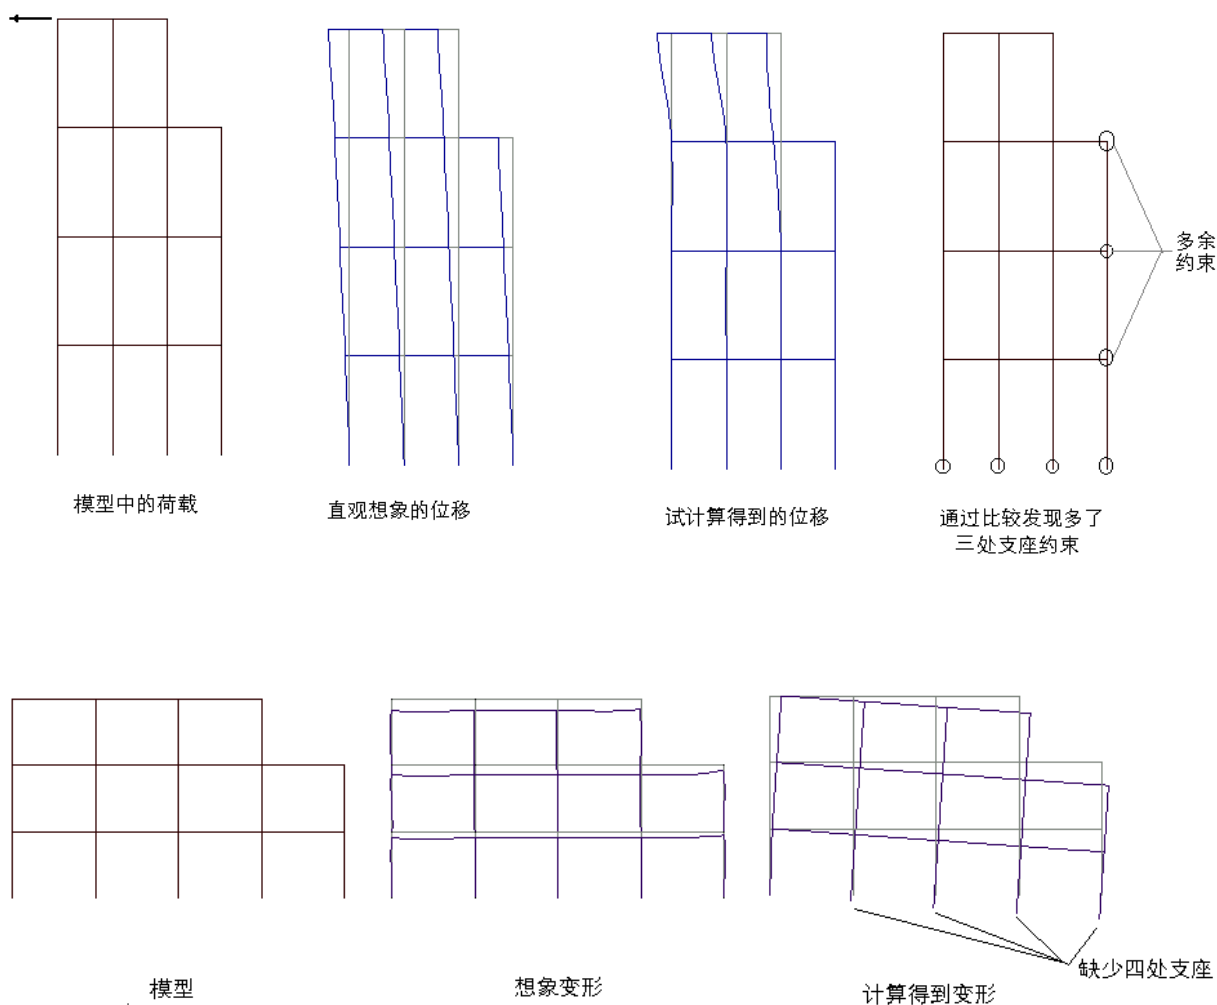 多余
约束
模型中的荷载
直观想象的位移
试计算得到的位移
通过比较发现多了
三处支座约束
缺少四处支座
模型
想象变形
计算得到变形